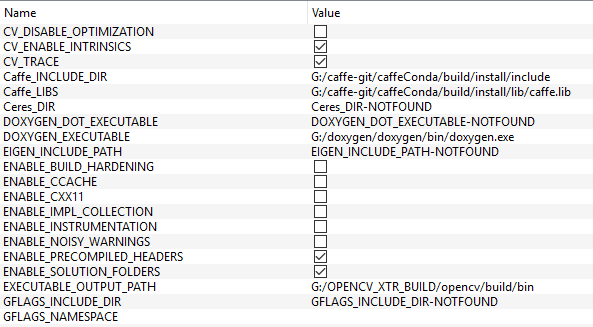 Name Value
CV_DISABLE_OPTIMIZATION
CV_ENABLE_INTRINSICS
CV_TRACE
Caffe_INCLUDE_DIR G:/caffe-git/caffeConda/build/install/include
Caffe_LIBS G:/caffe-git/caffeConda/build/install/lib/caffe.lib
Ceres_DIR Ceres_DIR-NOTFOUND
DOXYGEN_DOT_EXECUTABLE DOXYGEN_DOT_EXECUTABLE-NOTFOUND
DOXYGEN_EXECUTABLE G:/doxygen/doxygen/bin/doxygen.exe
EIGEN_INCLUDE_PATH EIGEN_INCLUDE_PATH-NOTFOUND
ENABLE_BUILD_HARDENING
ENABLE_CCACHE
ENABLE_CXX11
ENABLE_IMPL_COLLECTION
ENABLE_INSTRUMENTATION
ENABLE_NOISY_WARNINGS
ENABLE_PRECOMPILED_HEADERS
ENABLE_SOLUTION_FOLDERS
EXECUTABLE_OUTPUT_PATH G:/OPENCV_XTR_BUILD/opencv/build/bin
GFLAGS_INCLUDE_DIR GFLAGS_INCLUDE_DIR-NOTFOUND
GFLAGS_NAMESPACE